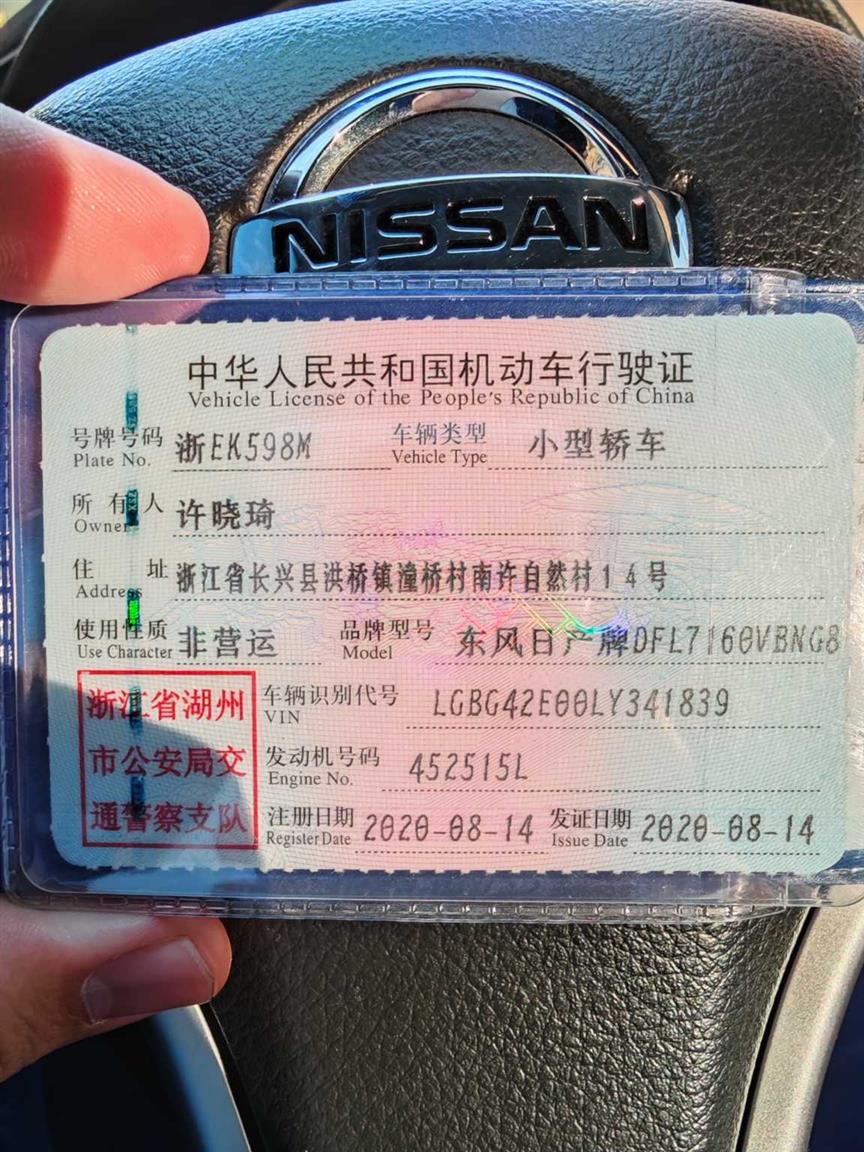 NISSAN
中华人民共和国机动车行驶证
Vehicle License of the People's Republic of China
号牌号码 浙EK598M 车辆类型 小型轿车
Plate No. Vehicle Type
所有人 许晓琦
Owner
住址 浙江省长兴县洪桥镇潼桥村南许自然村14号
Address
使用性质 非营运 品牌型号 东风日产牌DFL7160VBNG8
Use Character Model
浙江省湖州 车辆识别代号 LGBG42E00LY341839
VIN
市公安局交 发动机号码 452515L
Engine No.
通警察支队 注册日期 2020-08-14 发证日期 2020-08-14
Register Date Issue Date